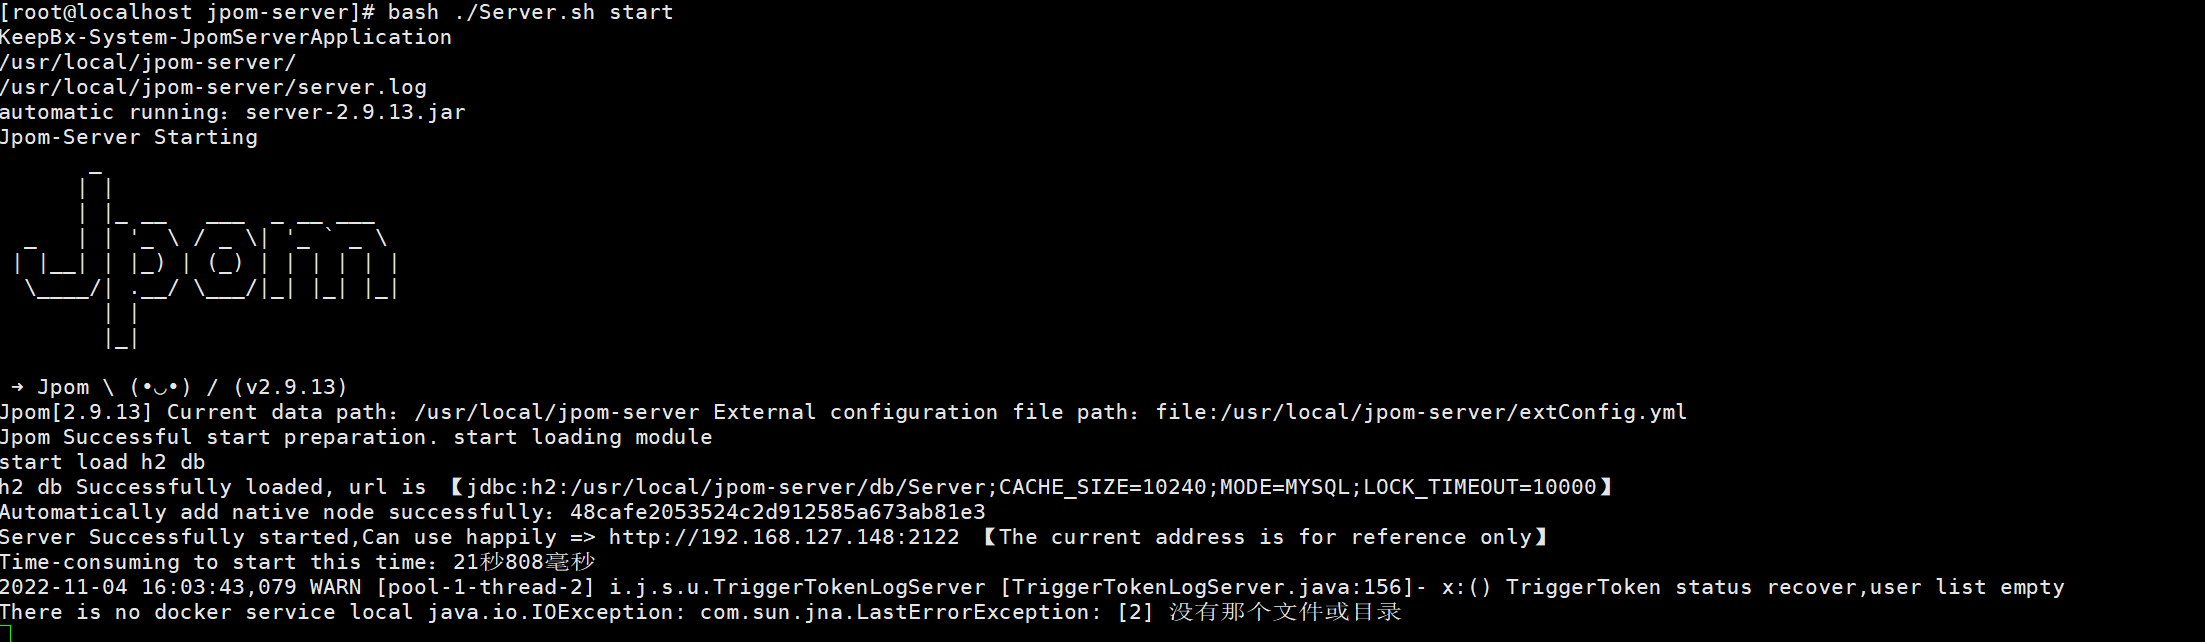 [root@localhost jpom-server]# bash ./Server.sh start
KeepBx-System-JpomServerApplication
/usr/local/jpom-server/
/usr/local/jpom-server/server.log
automatic running：server-2.9.13.jar
Jpom-Server Starting
       _
      | |
      | |_ __   ___  _ __ ___
  _   | | '_ \ / _ \| '_ ` _ \
 | |__| | |_) | (_) | | | | | |
  \____/| .__/ \___/|_| |_| |_|
        | |
        |_|
 ➜ Jpom \ (•◡•) / (v2.9.13)
Jpom[2.9.13] Current data path：/usr/local/jpom-server External configuration file path：file:/usr/local/jpom-server/extConfig.yml
Jpom Successful start preparation. start loading module
start load h2 db
h2 db Successfully loaded, url is 【jdbc:h2:/usr/local/jpom-server/db/Server;CACHE_SIZE=10240;MODE=MYSQL;LOCK_TIMEOUT=10000】
Automatically add native node successfully：48cafe2053524c2d912585a673ab81e3
Server Successfully started,Can use happily => http://192.168.127.148:2122 【The current address is for reference only】
Time-consuming to start this time：21秒808毫秒
2022-11-04 16:03:43,079 WARN [pool-1-thread-2] i.j.s.u.TriggerTokenLogServer [TriggerTokenLogServer.java:156]- x:() TriggerToken status recover,user list empty
There is no docker service local java.io.IOException: com.sun.jna.LastErrorException: [2] 没有那个文件或目录